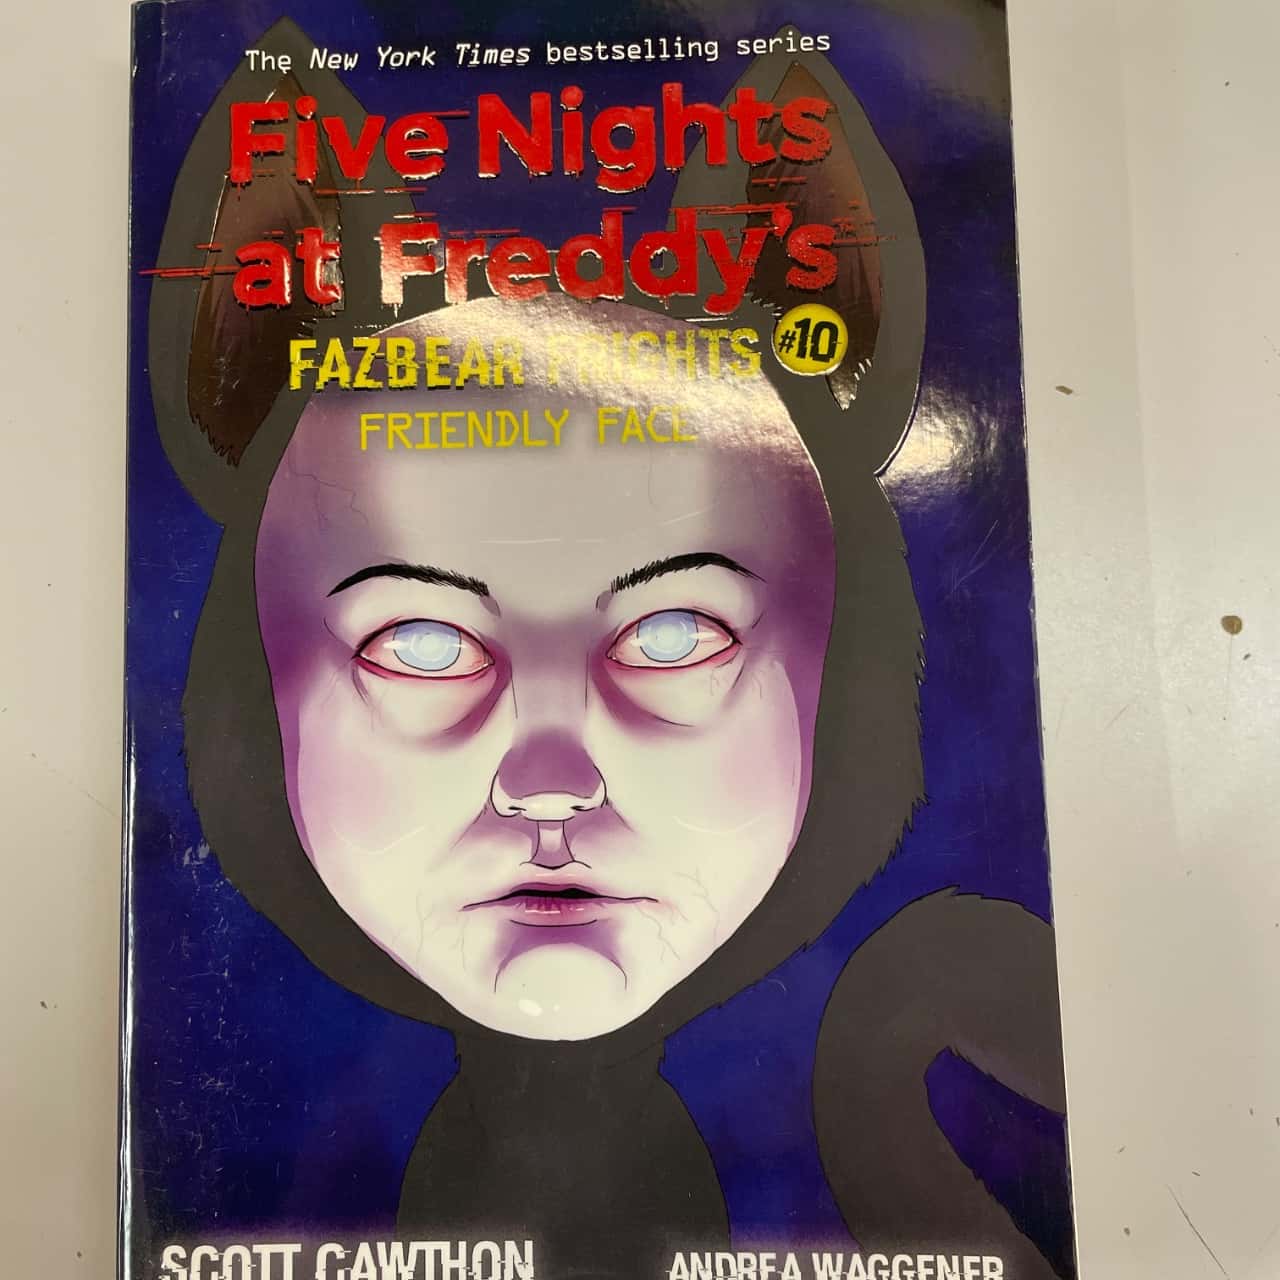 The New York Times bestselling series
Five Nights
at Freddy's
FAZBEAR FRIGHTS #10
FRIENDLY FACE
SCOTT CAWTHON ANDREA WAGGENER